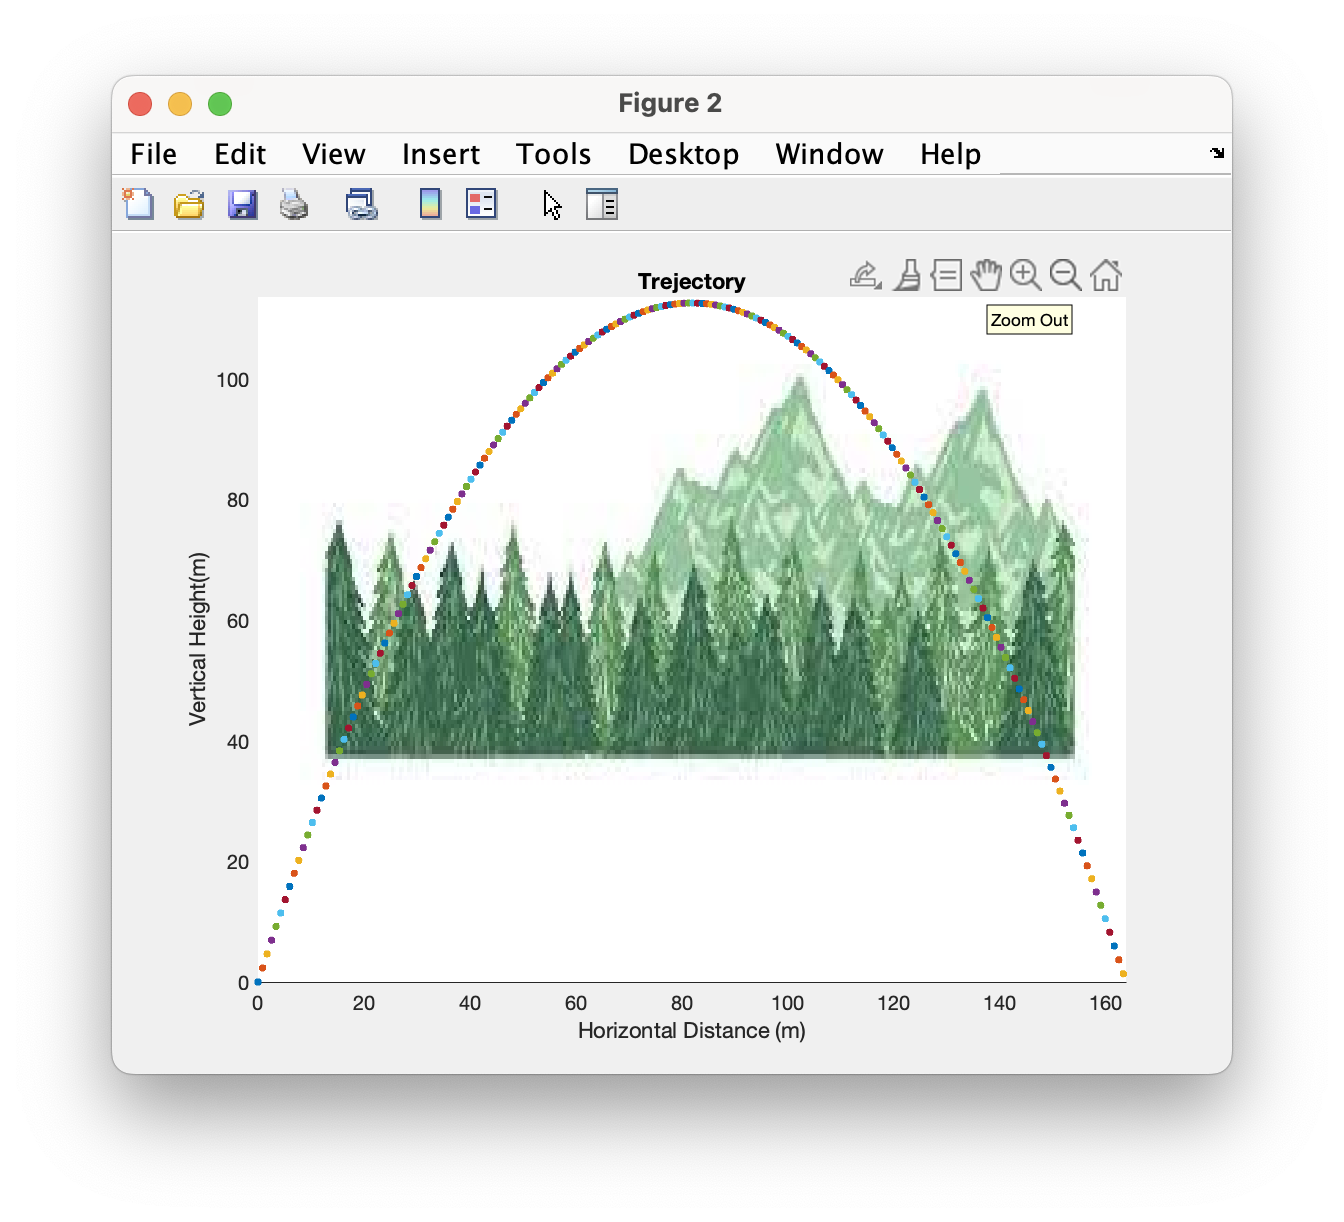 Figure 2
File Edit View Insert Tools Desktop Window Help
Trejectory
Zoom Out
100
80
60
40
20
0
Vertical Height(m)
0 20 40 60 80 100 120 140 160
Horizontal Distance (m)